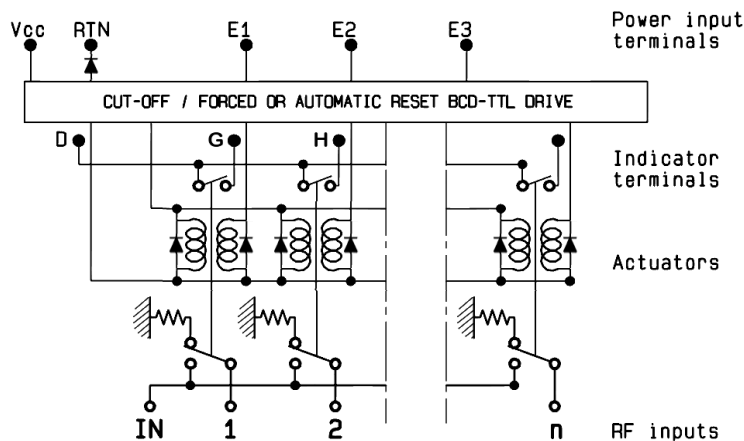 Vcc RTN E1 E2 E3 Power input
terminals
CUT-OFF / FORCED OR AUTOMATIC RESET BCD-TTL DRIVE
D G H
Indicator
terminals
Actuators
IN 1 2 n RF inputs